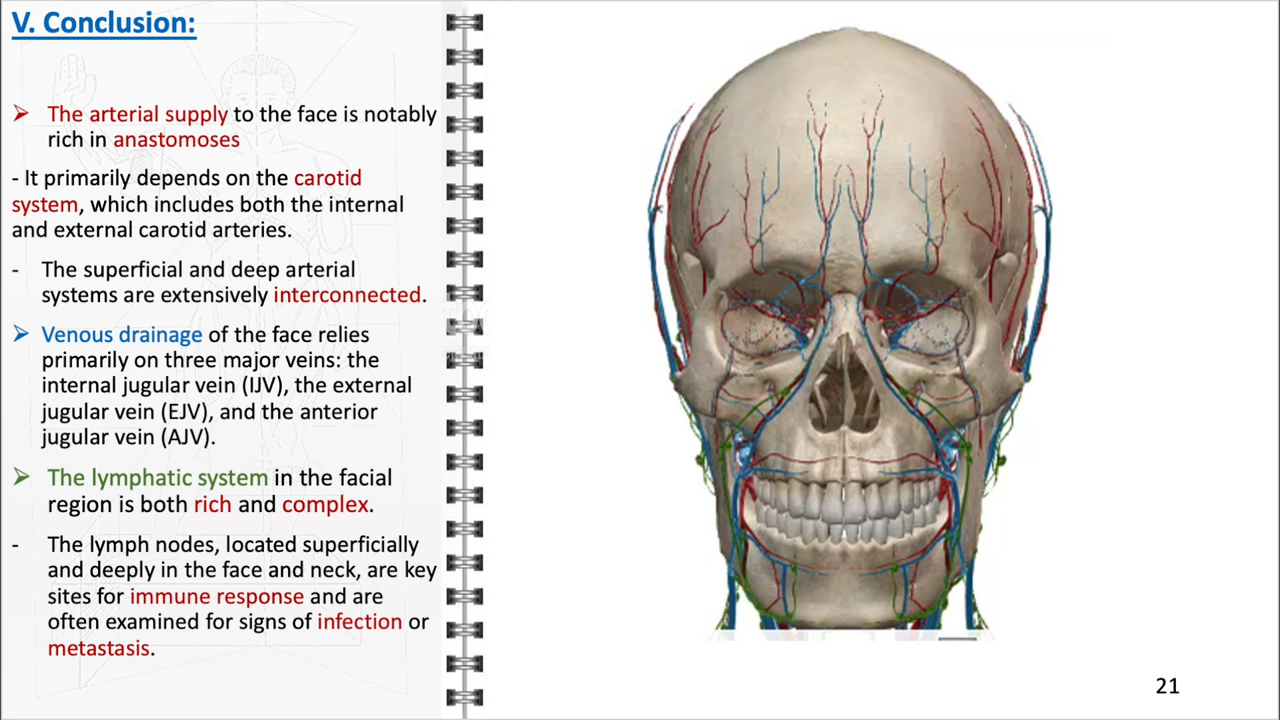 V. Conclusion:
➢ The arterial supply to the face is notably
rich in anastomoses
- It primarily depends on the carotid
system, which includes both the internal
and external carotid arteries.
- The superficial and deep arterial
systems are extensively interconnected.
➢ Venous drainage of the face relies
primarily on three major veins: the
internal jugular vein (IJV), the external
jugular vein (EJV), and the anterior
jugular vein (AJV).
➢ The lymphatic system in the facial
region is both rich and complex.
- The lymph nodes, located superficially
and deeply in the face and neck, are key
sites for immune response and are
often examined for signs of infection or
metastasis.
21